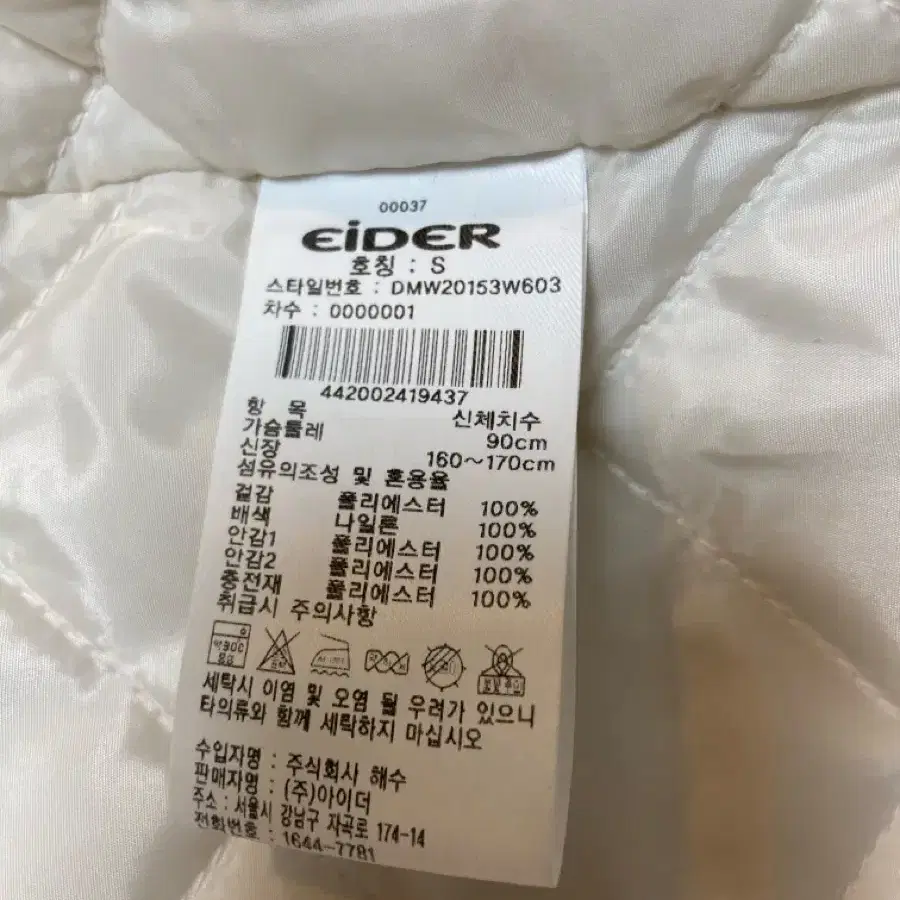 00037
EiDER
호칭 : S
스타일번호 : DMW20153W603
차수 : 0000001
442002419437
항 목 신체치수
가슴둘레 90cm
신장 160~170cm
섬유의조성 및 혼용율
겉감 폴리에스터 100%
배색 나일론 100%
안감1 폴리에스터 100%
안감2 폴리에스터 100%
충전재 폴리에스터 100%
취급시 주의사항
세탁시 이염 및 오염 될 우려가 있으니
타의류와 함께 세탁하지 마십시오
수입자명 : 주식회사 해수
판매자명 : (주)아이더
주소 : 서울시 강남구 자곡로 174-14
전화번호 : 1644-7781